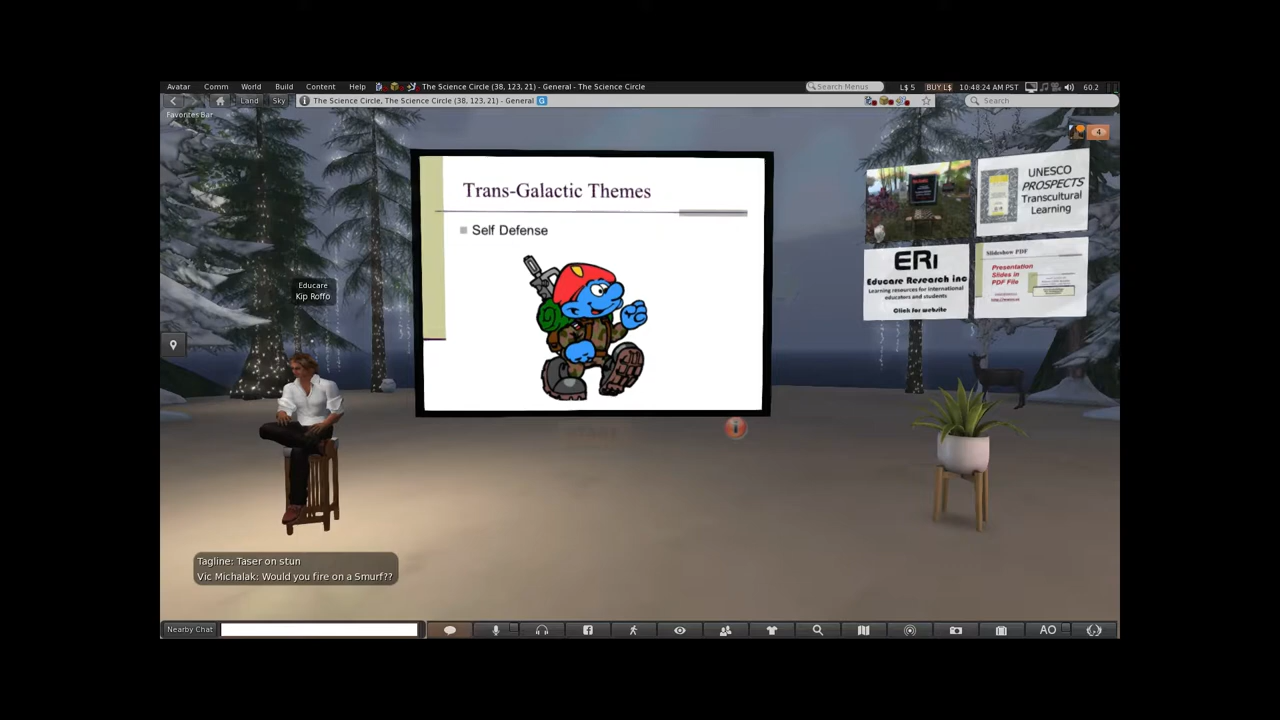 Avatar Comm World Build Content Help The Science Circle (38, 123, 21) - General - The Science Circle Search Menus L$ 5 BUY L$ 10:48:24 AM PST 60.2
Land Sky The Science Circle, The Science Circle (38, 123, 21) - General G Search
Favorites Bar
4
Trans-Galactic Themes
Self Defense
Educare
Kip Roffo
UNESCO
PROSPECTS
Transcultural
Learning
ERi
Educare Research inc
Learning resources for international
educators and students
Click for website
Slideshow PDF
Presentation
Slides in
PDF File
Tagline: Taser on stun
Vic Michalak: Would you fire on a Smurf??
Nearby Chat AO